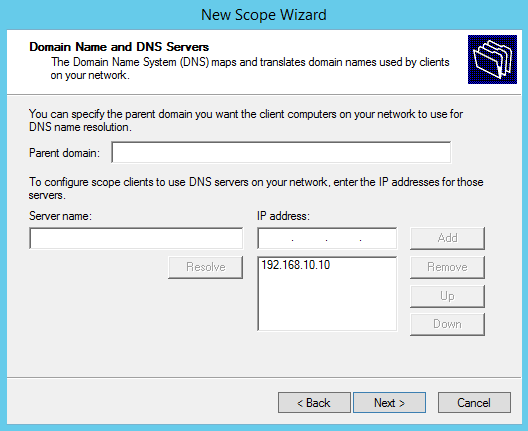 New Scope Wizard
Domain Name and DNS Servers
The Domain Name System (DNS) maps and translates domain names used by clients
on your network.
You can specify the parent domain you want the client computers on your network to use for
DNS name resolution.
Parent domain:
To configure scope clients to use DNS servers on your network, enter the IP addresses for those
servers.
Server name:
IP address:
. . .
Add
Resolve
192.168.10.10
Remove
Up
Down
< Back
Next >
Cancel